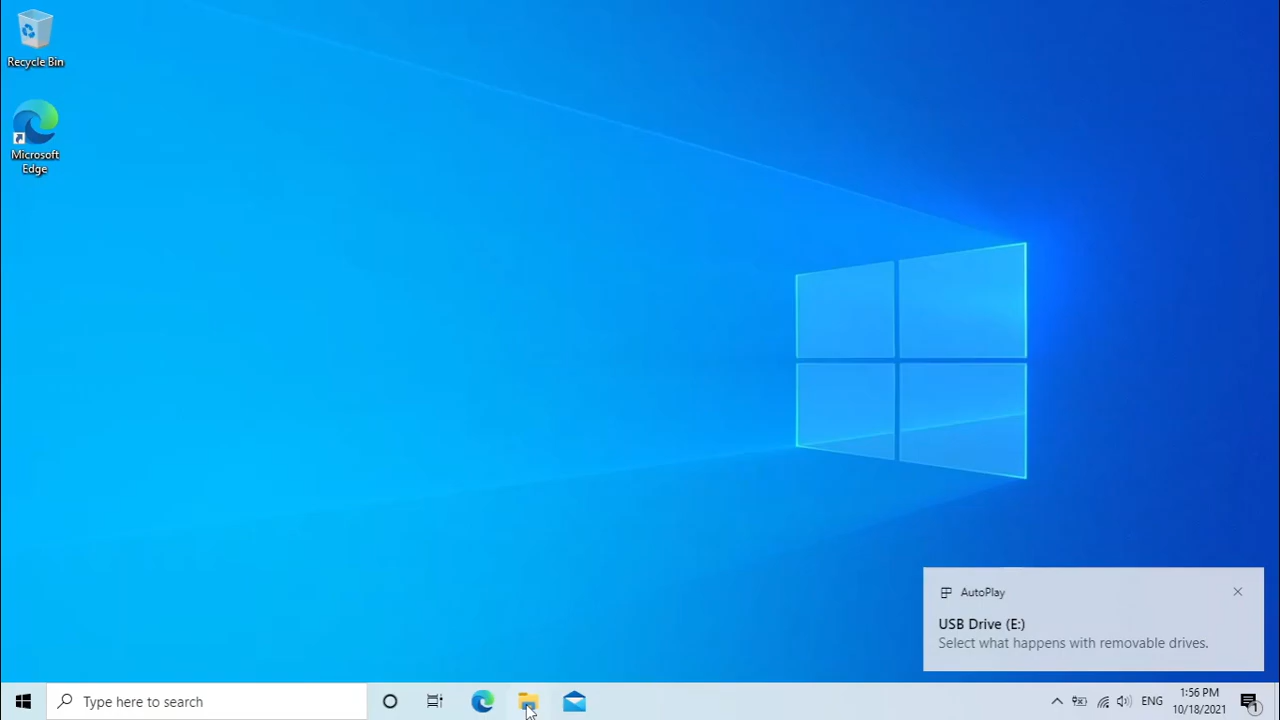 Recycle Bin
Microsoft
Edge
AutoPlay
USB Drive (E:)
Select what happens with removable drives.
Type here to search
ENG
1:56 PM
10/18/2021
1